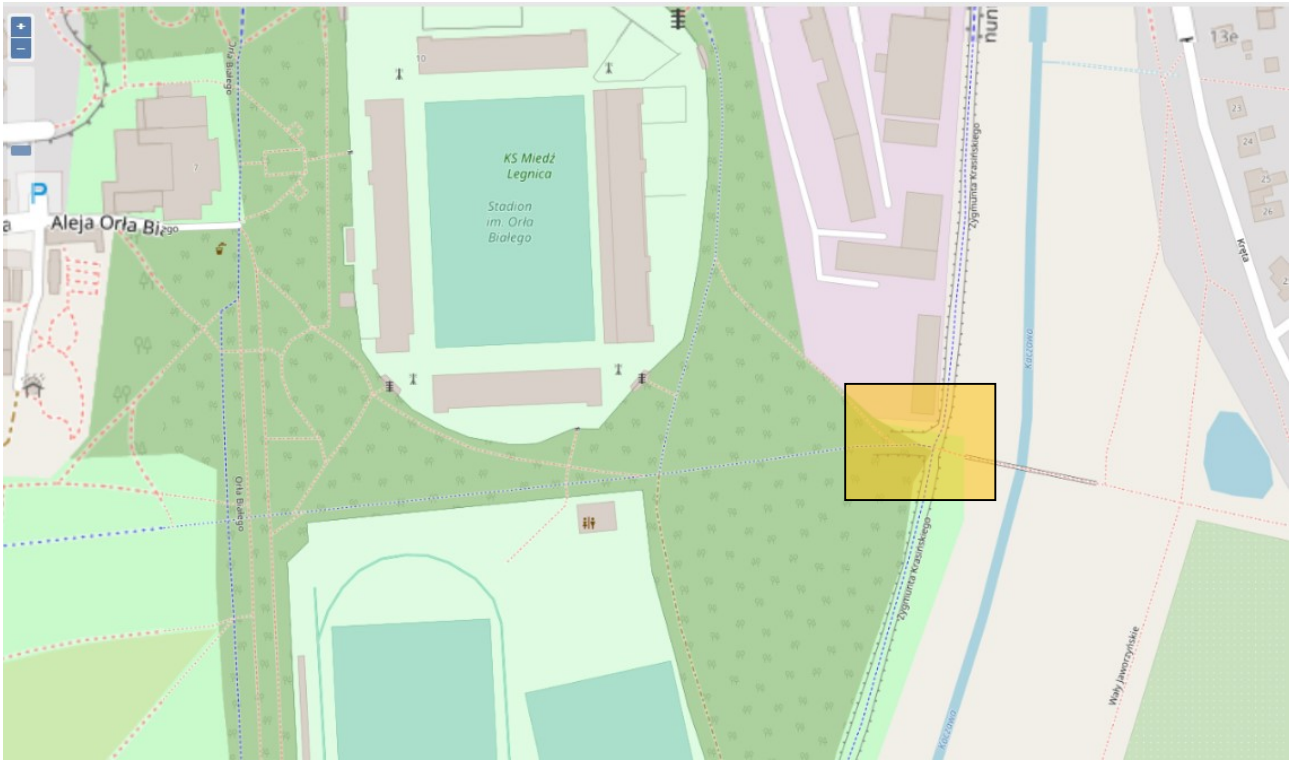 +
–
10
13e
Orła Białego
KS Miedź
Legnica
Stadion
im. Orła
Białego
7
P
Aleja Orła Białego
Zygmunta Krasińskiego
23
24
25
26
Kręta
Kaczawa
Orła Białego
Zygmunta Krasińskiego
Wały Jaworzyńskie
Kaczawa